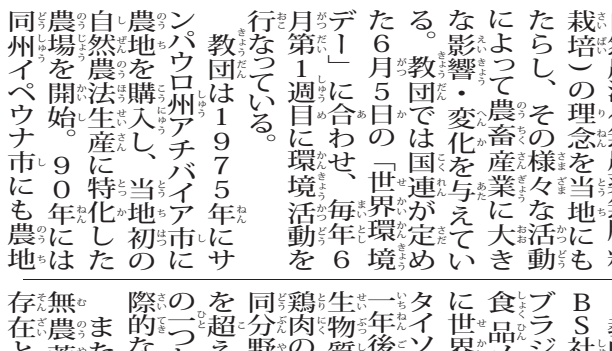 栽培）の理念を当地にも
たらし、その様々な活動
によって農畜産業に大き
な影響・変化を与えてい
る。教団では国連が定め
た６月５日の「世界環境
デー」に合わせ、毎年６
月第１週目に環境活動を
行なっている。
教団は１９７５年にサ
ンパウロ州アチバイア市に
農地を購入し、当地初の
自然農法生産に特化した
農場を開始。９０年には
同州イペウナ市にも農地
ＢＳ社
ブラジ
食品
に世界
タイソ
一年後
生物質
鶏肉の
同分野
を超え
の一つ
際的な
また
無農薬
存在と